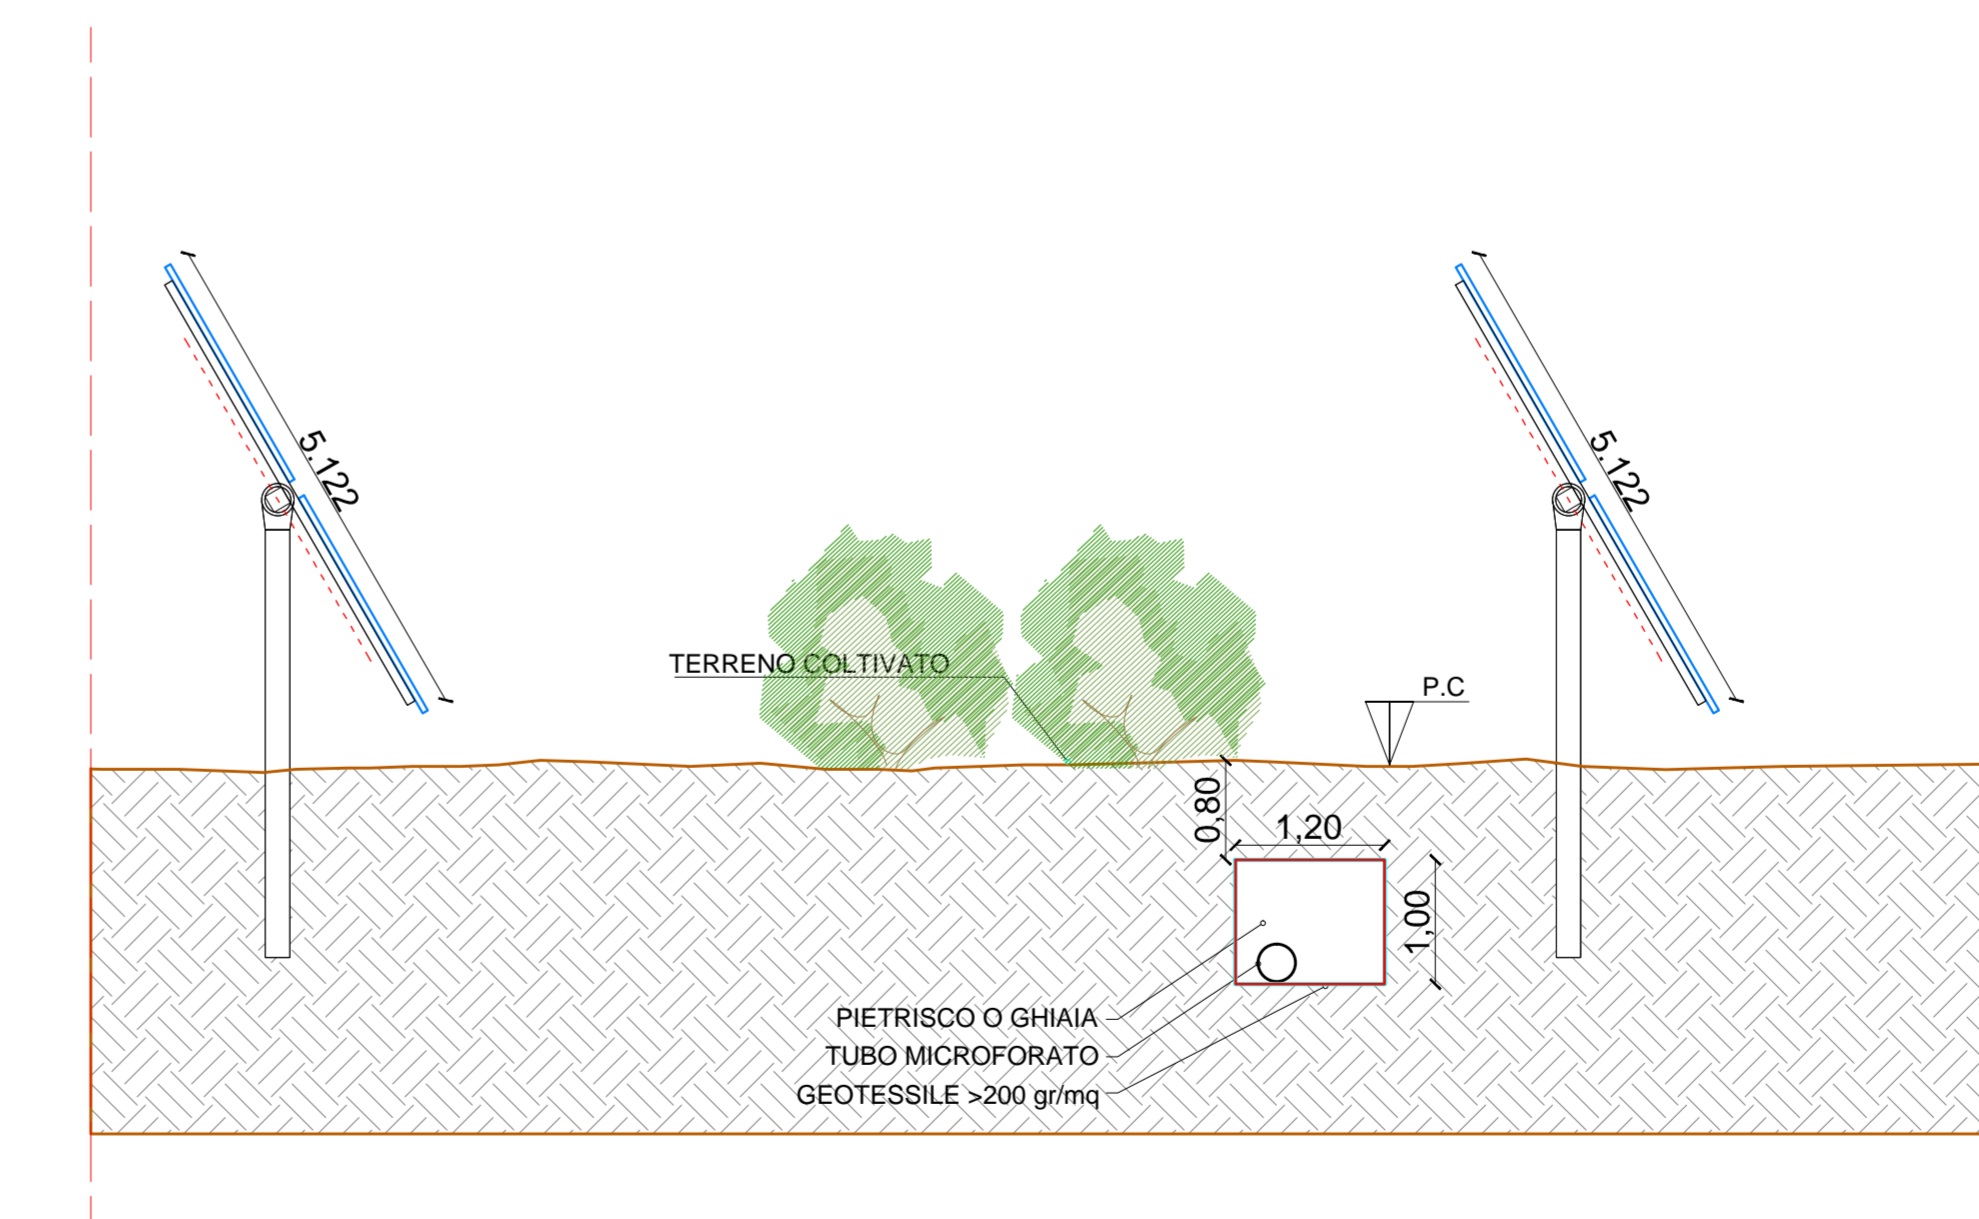 5.122
5.122
TERRENO COLTIVATO
P.C
0,80
1,20
1,00
PIETRISCO O GHIAIA
TUBO MICROFORATO
GEOTESSILE >200 gr/mq